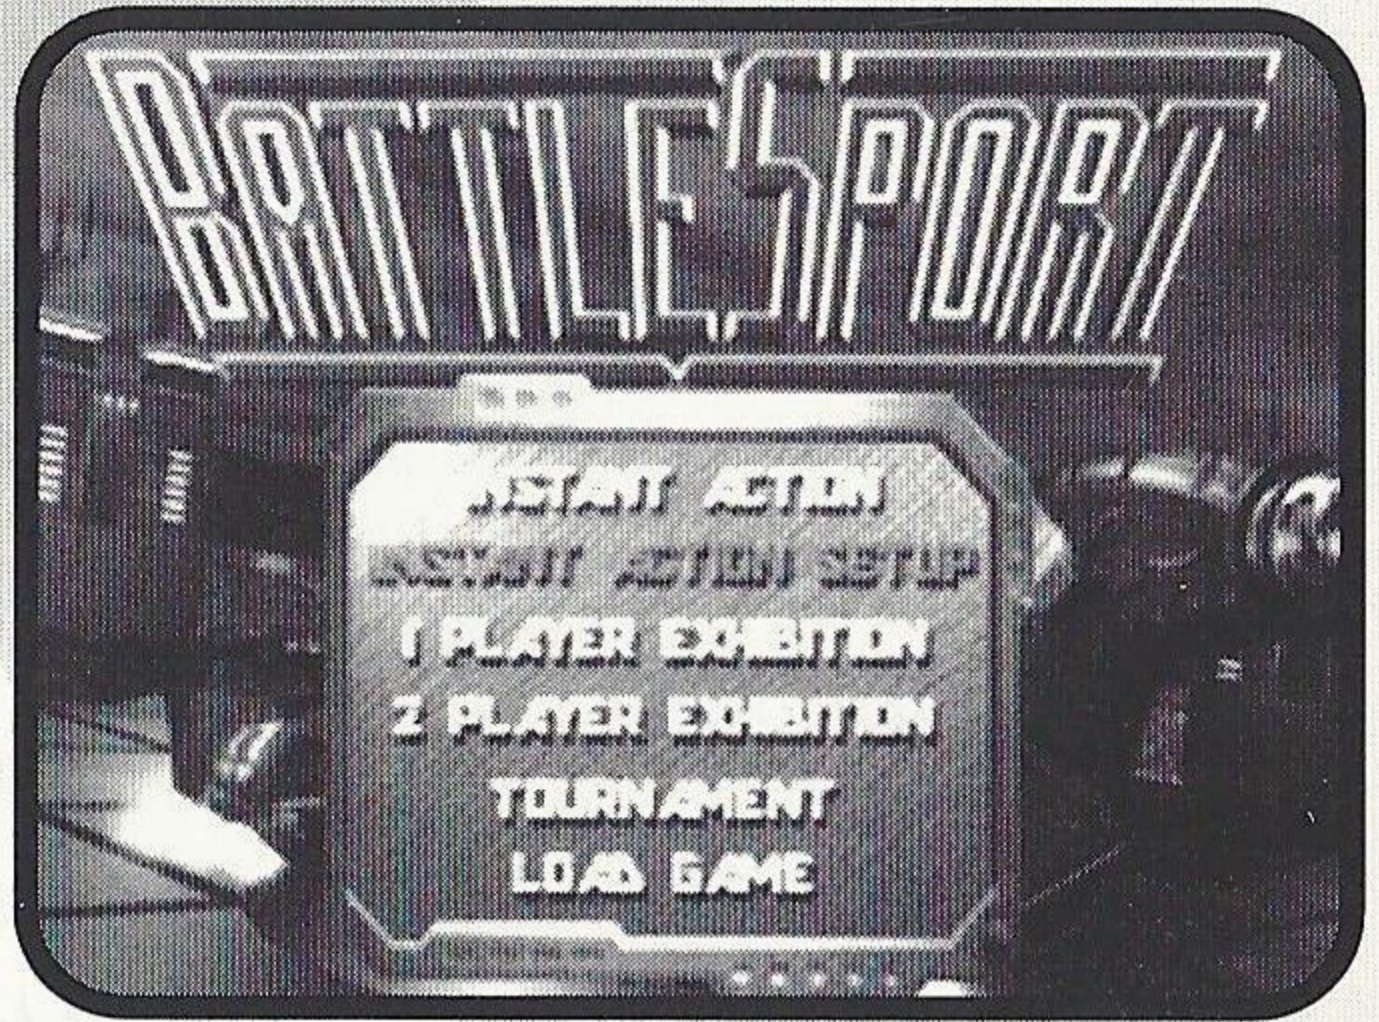 BATTLESPORT
INSTANT ACTION
INSTANT ACTION SETUP
1 PLAYER EXHIBITION
2 PLAYER EXHIBITION
TOURNAMENT
LOAD GAME